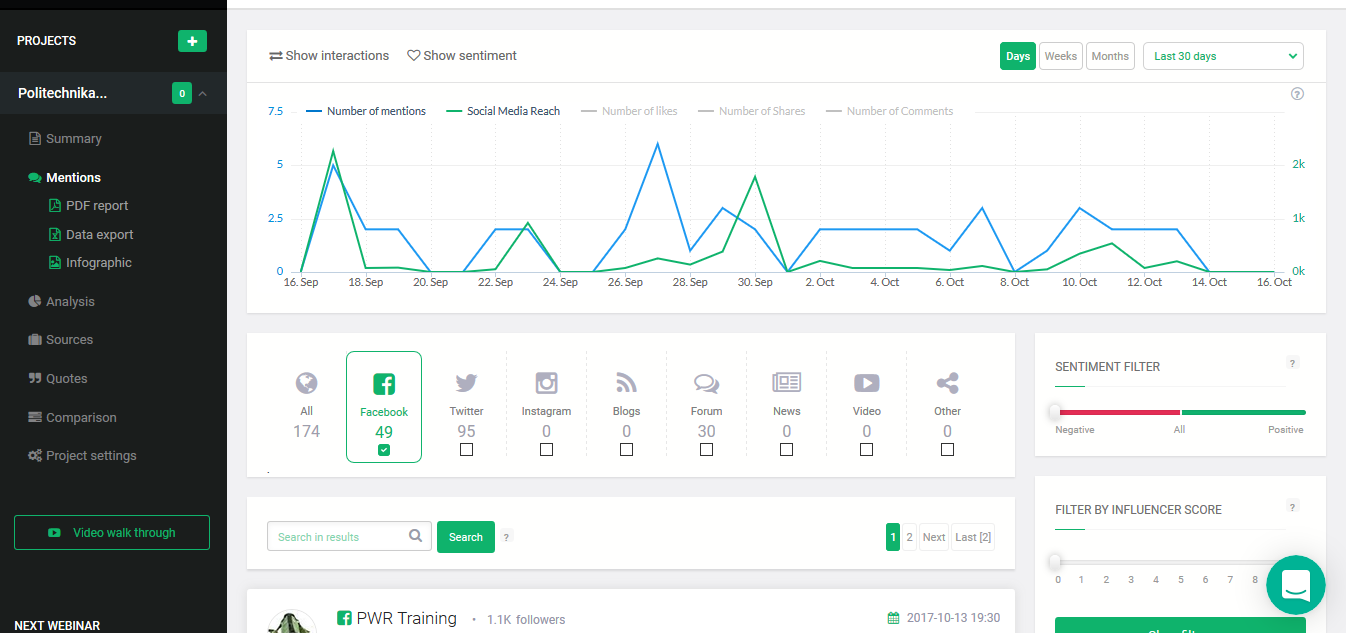 PROJECTS
Politechnika... 0
Summary
Mentions
PDF report
Data export
Infographic
Analysis
Sources
Quotes
Comparison
Project settings
Video walk through
NEXT WEBINAR
Show interactions Show sentiment
Days Weeks Months Last 30 days
?
7.5 Number of mentions Social Media Reach Number of likes Number of Shares Number of Comments
5 2k
2.5 1k
0 0k
16. Sep 18. Sep 20. Sep 22. Sep 24. Sep 26. Sep 28. Sep 30. Sep 2. Oct 4. Oct 6. Oct 8. Oct 10. Oct 12. Oct 14. Oct 16. Oct
All Facebook Twitter Instagram Blogs Forum News Video Other
174 49 95 0 0 30 0 0 0
Search in results Search ? 1 2 Next Last [2]
PWR Training • 1.1K followers 2017-10-13 19:30
SENTIMENT FILTER ?
Negative All Positive
FILTER BY INFLUENCER SCORE ?
0 1 2 3 4 5 6 7 8